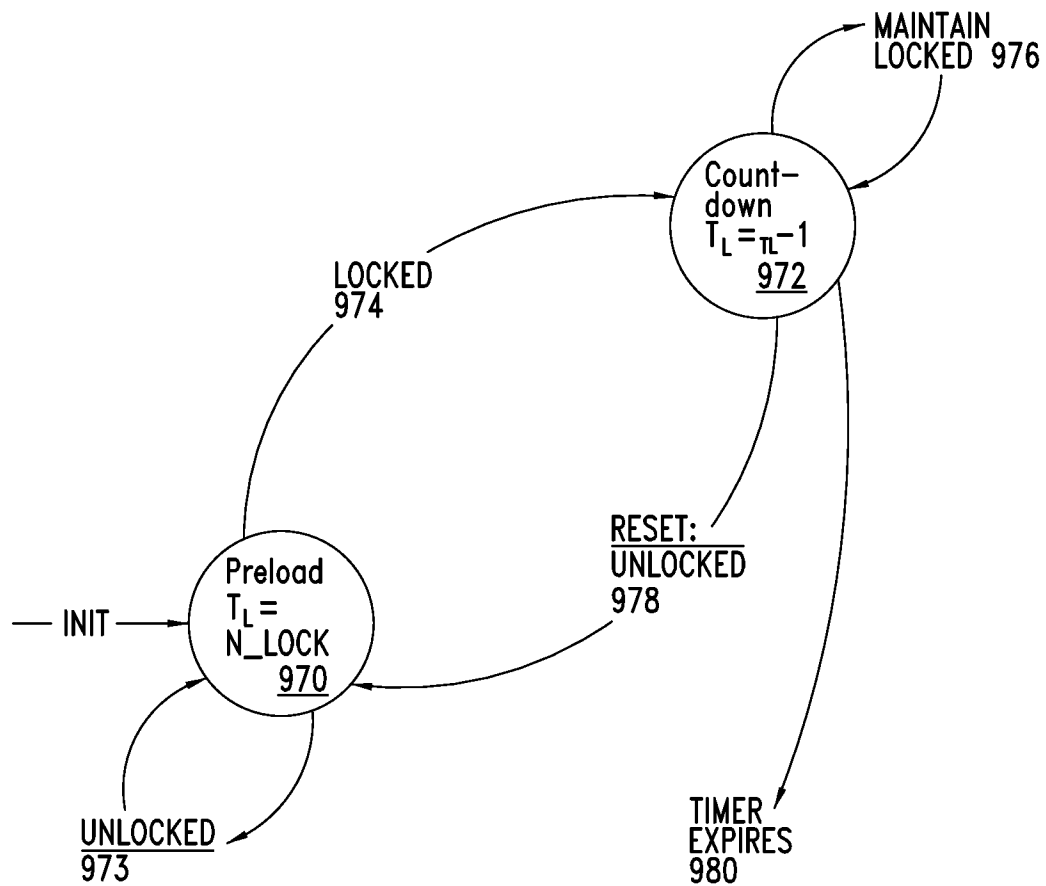 MAINTAIN
LOCKED 976
Count-
down
T_L=TL-1
972
LOCKED
974
RESET:
UNLOCKED
978
INIT
Preload
T_L=
N_LOCK
970
UNLOCKED
973
TIMER
EXPIRES
980